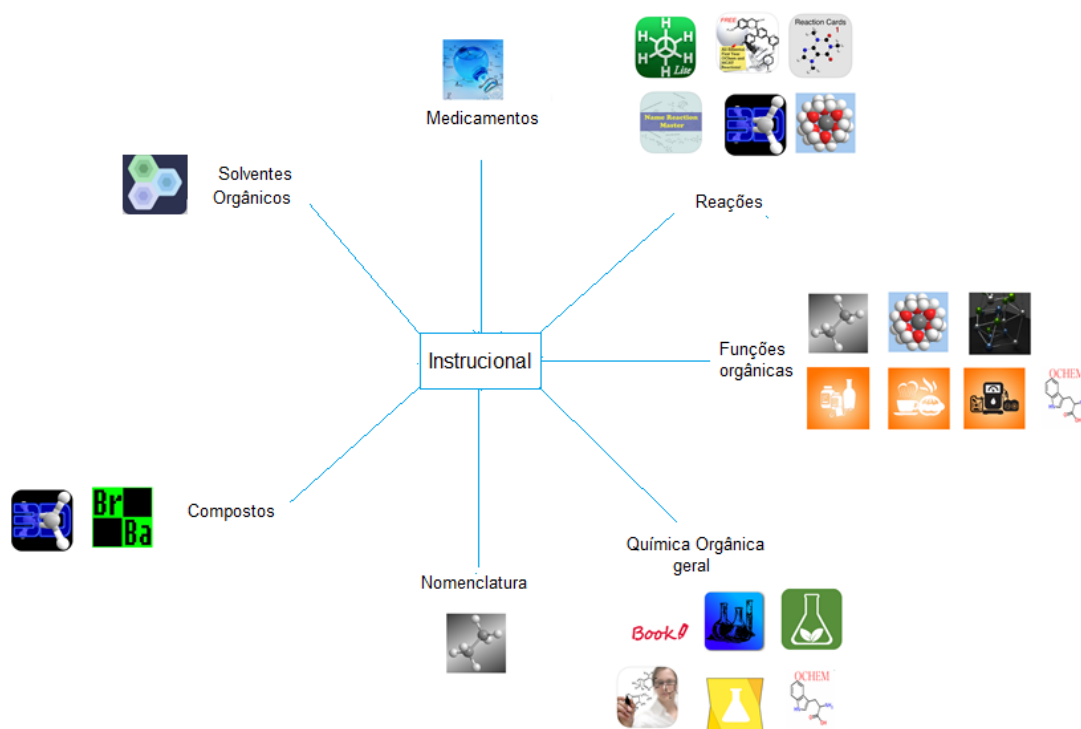 H H
H H
H H
Lite
FREE
Reaction Cards
1
Name Reaction
Master
Medicamentos
Solventes
Orgânicos
Reações
Instrucional
Funções
orgânicas
OCHEM
Compostos
Br
Ba
Nomenclatura
Química Orgânica
geral
Book
OCHEM